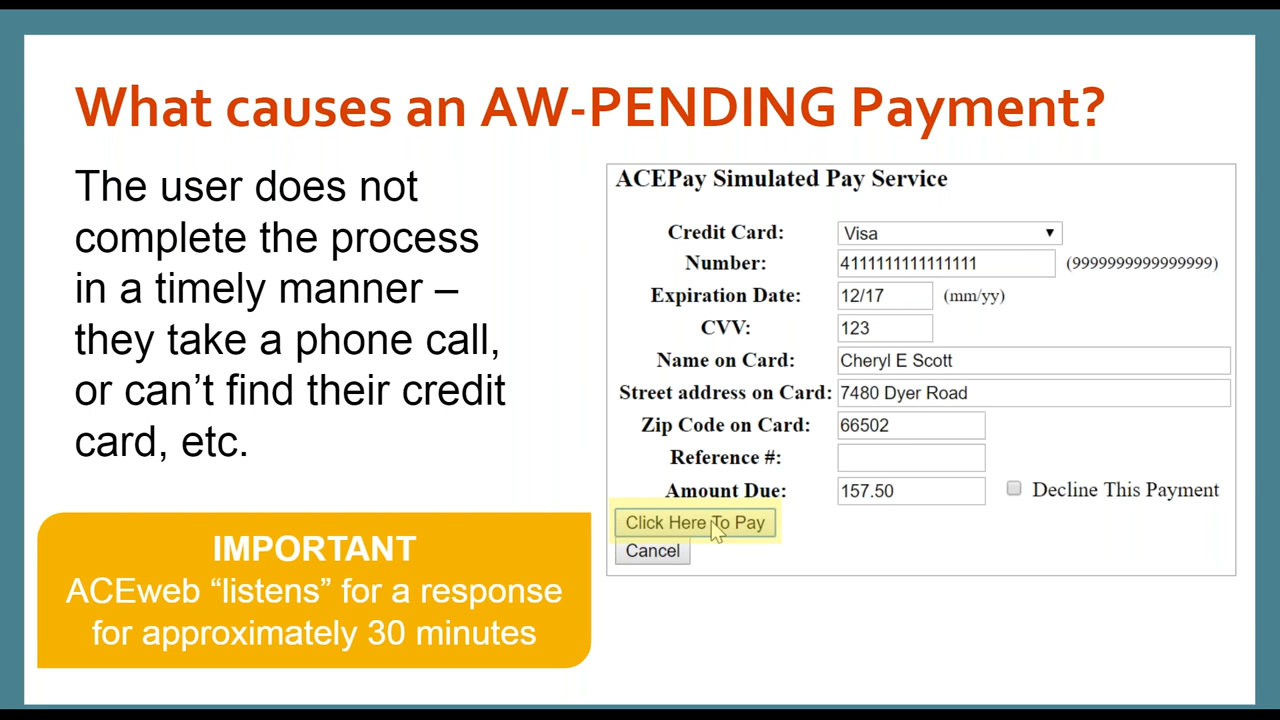 What causes an AW-PENDING Payment?
The user does not
complete the process
in a timely manner –
they take a phone call,
or can’t find their credit
card, etc.
IMPORTANT
ACEweb “listens” for a response
for approximately 30 minutes
ACEPay Simulated Pay Service
Credit Card: Visa
Number: 4111111111111111 (9999999999999999)
Expiration Date: 12/17 (mm/yy)
CVV: 123
Name on Card: Cheryl E Scott
Street address on Card: 7480 Dyer Road
Zip Code on Card: 66502
Reference #:
Amount Due: 157.50 Decline This Payment
Click Here To Pay
Cancel